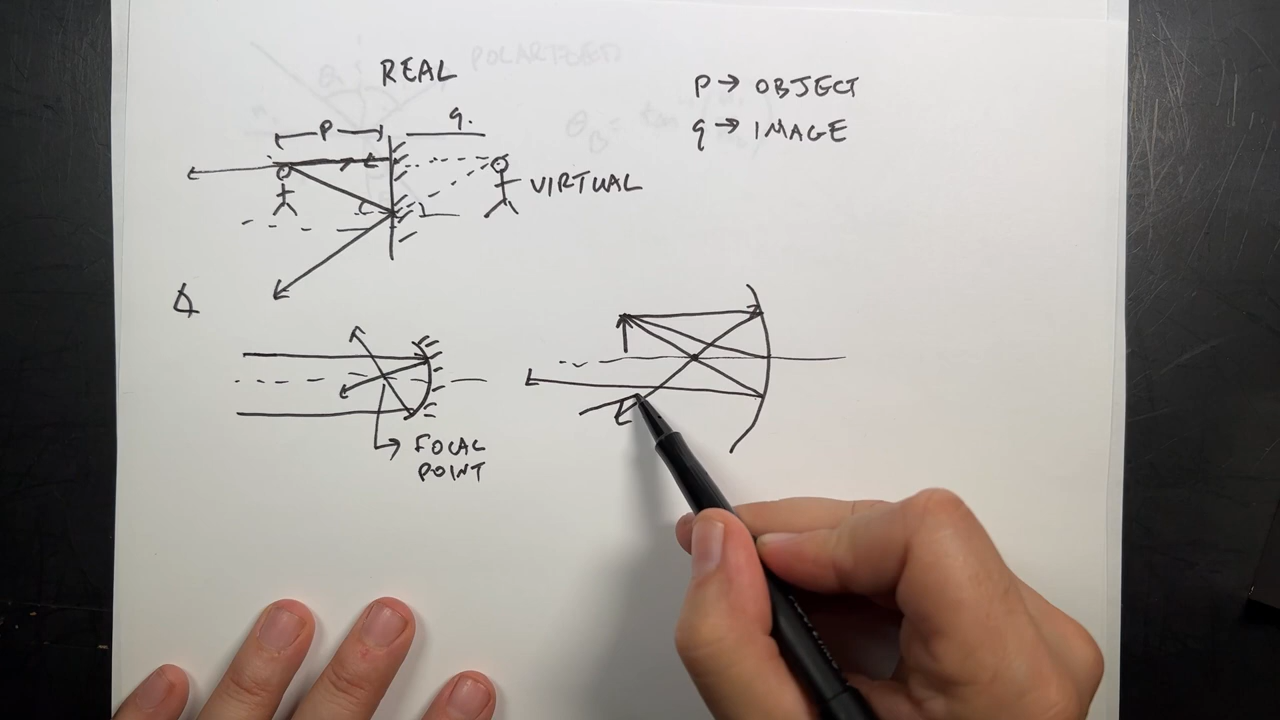 REAL
P → OBJECT
q → IMAGE
P
q.
VIRTUAL
FOCAL
POINT